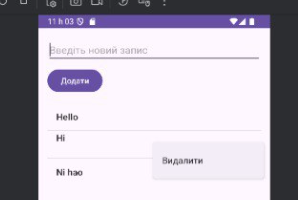 11 h 03
Введіть новий запис
Додати
Hello
Hi
Видалити
Ni hao